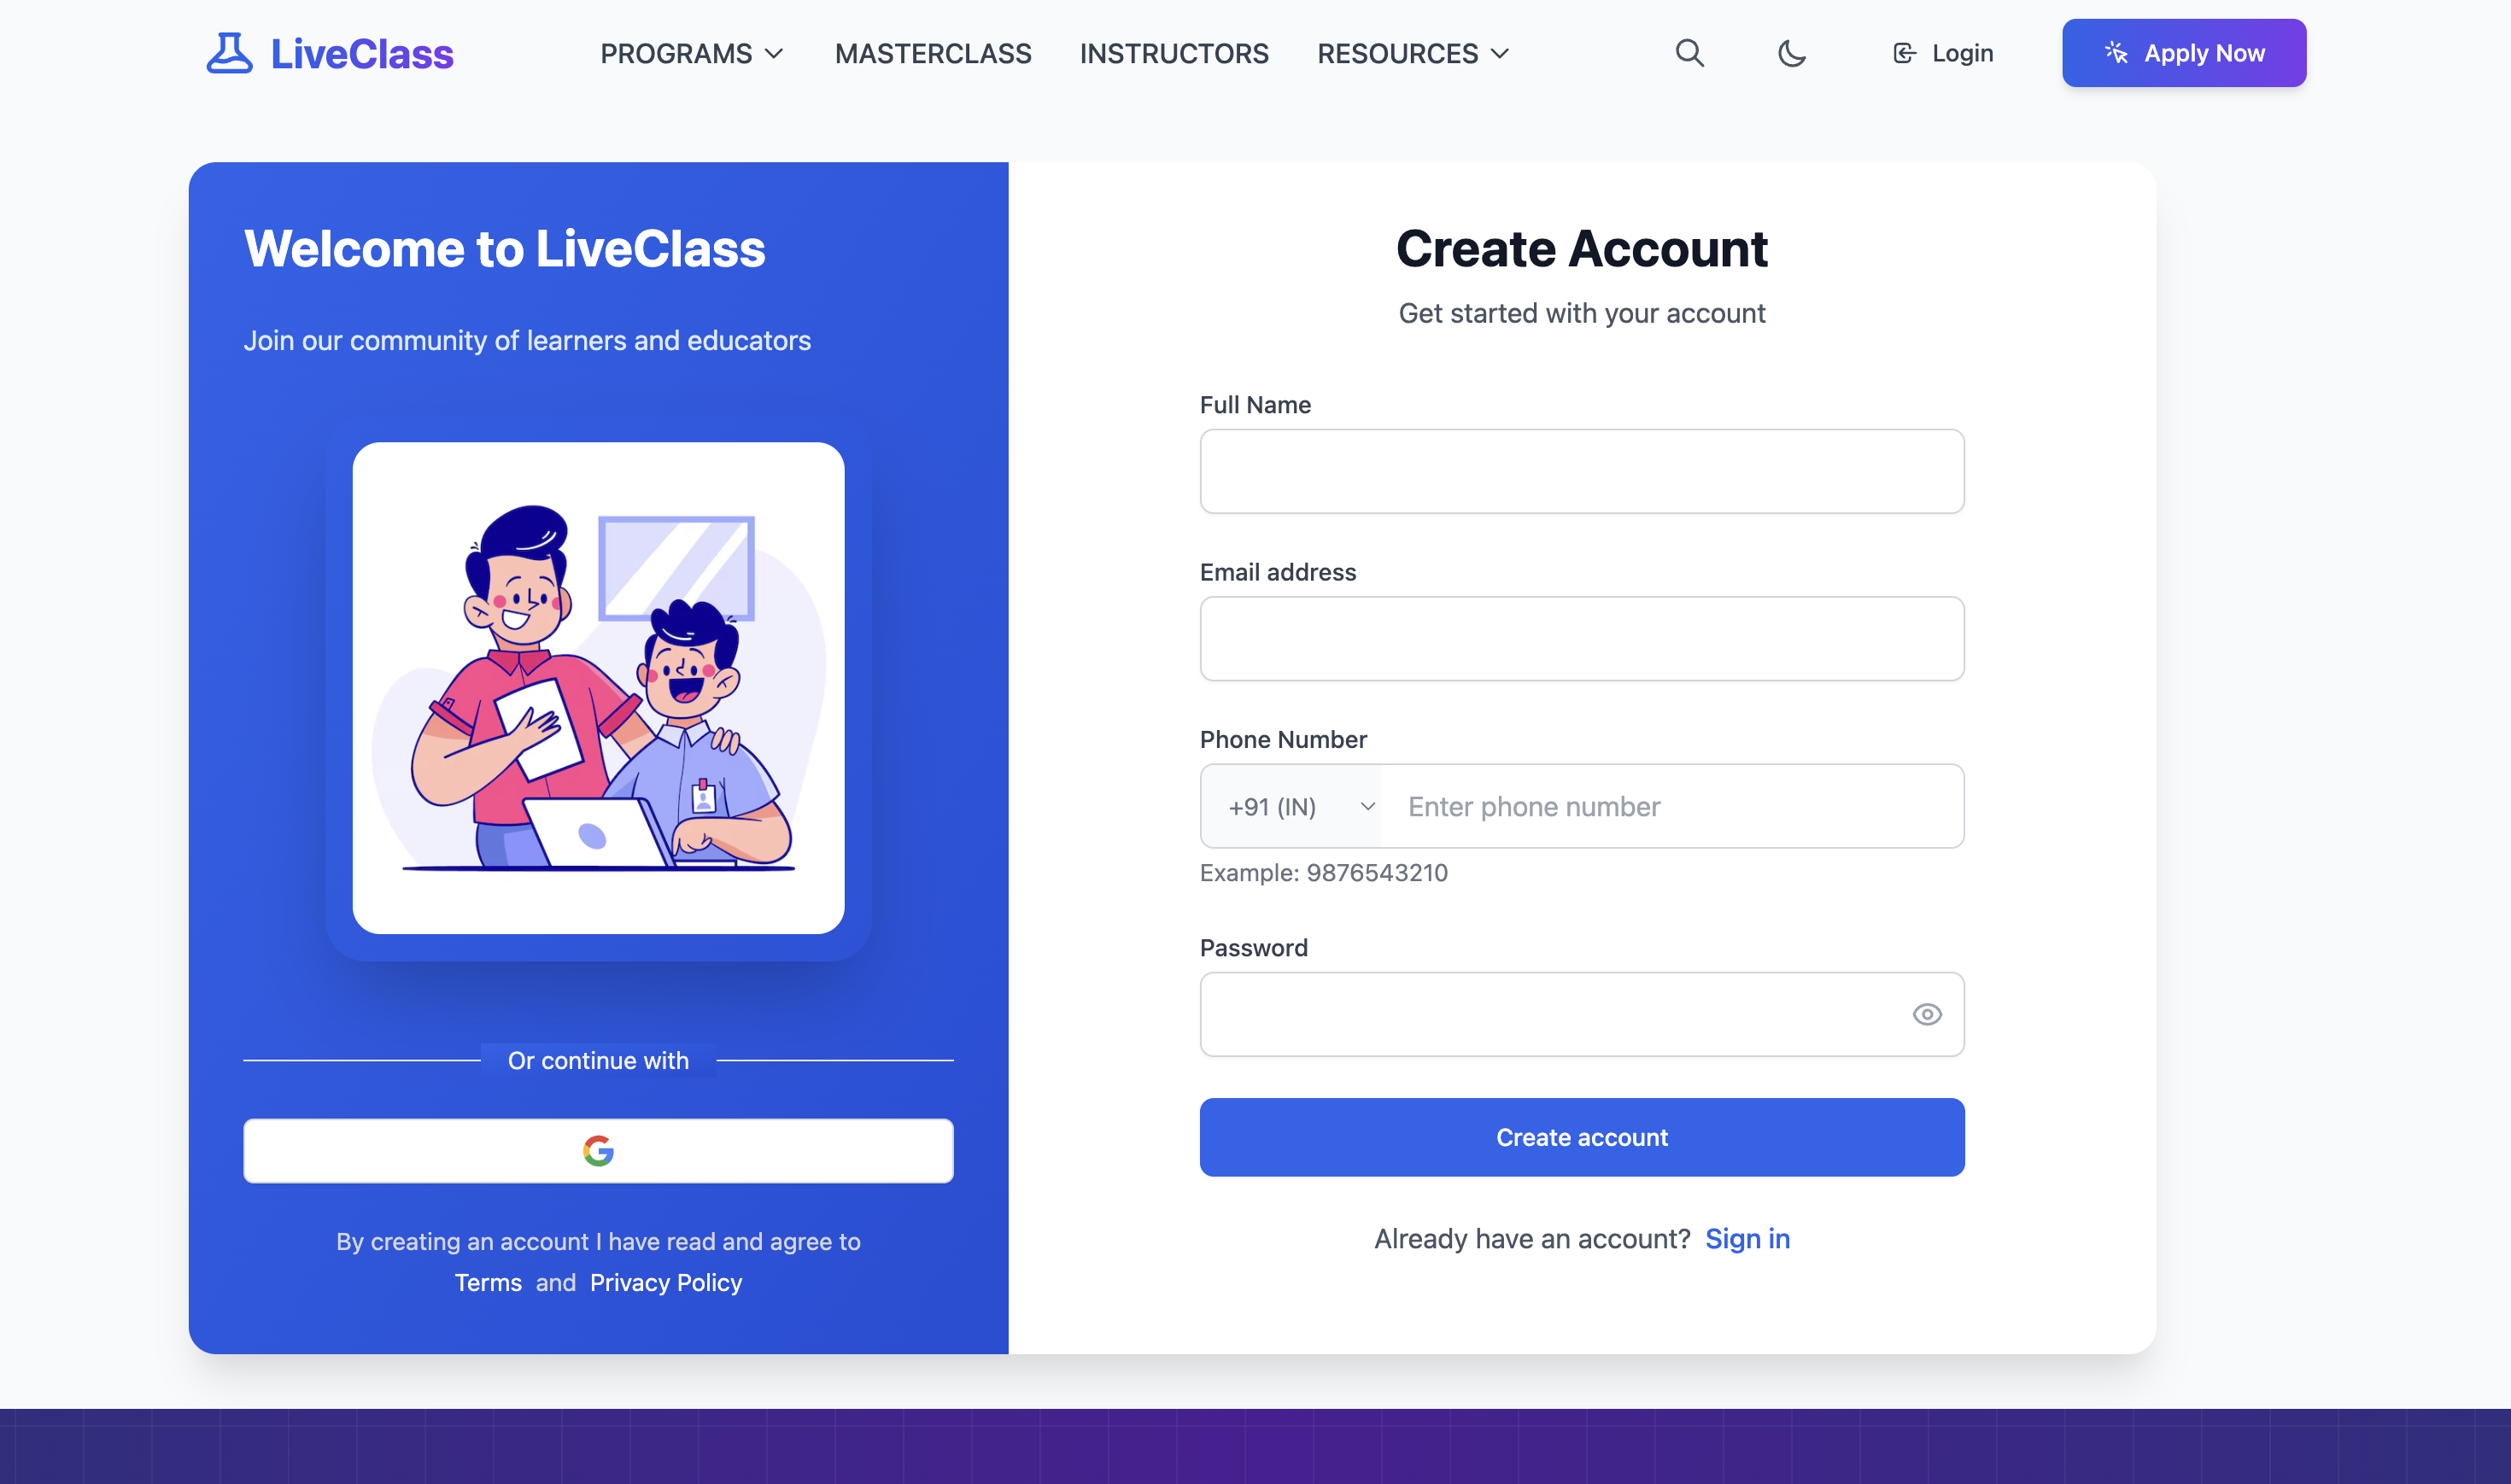 LiveClass
PROGRAMS
MASTERCLASS
INSTRUCTORS
RESOURCES
Login
Apply Now
Welcome to LiveClass
Join our community of learners and educators
Or continue with
By creating an account I have read and agree to
Terms and Privacy Policy
Create Account
Get started with your account
Full Name
Email address
Phone Number
+91 (IN)
Enter phone number
Example: 9876543210
Password
Create account
Already have an account? Sign in